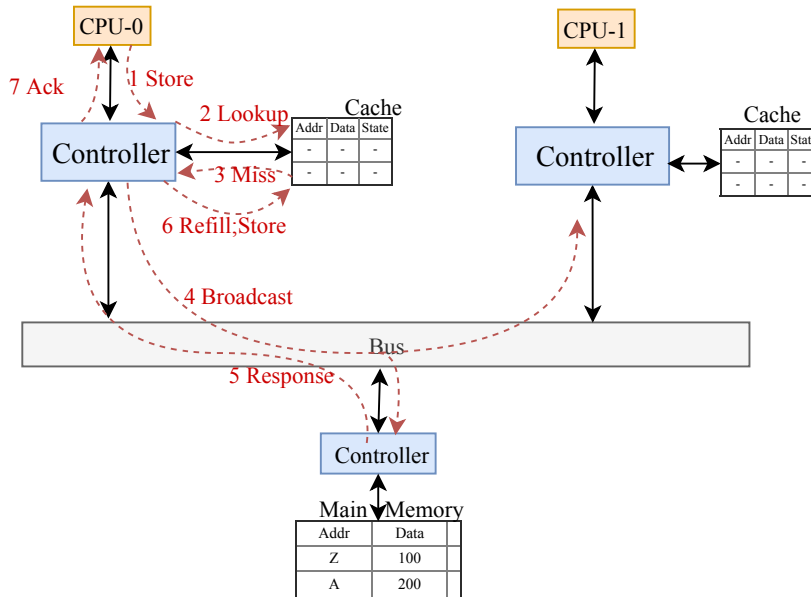 CPU-0
CPU-1
7 Ack
1 Store
2 Lookup
Cache
Controller
Addr Data State
- - -
- - -
3 Miss
6 Refill;Store
Controller
Cache
Addr Data Stat
- - -
- - -
4 Broadcast
Bus
5 Response
Controller
Main Memory
Addr Data
Z 100
A 200